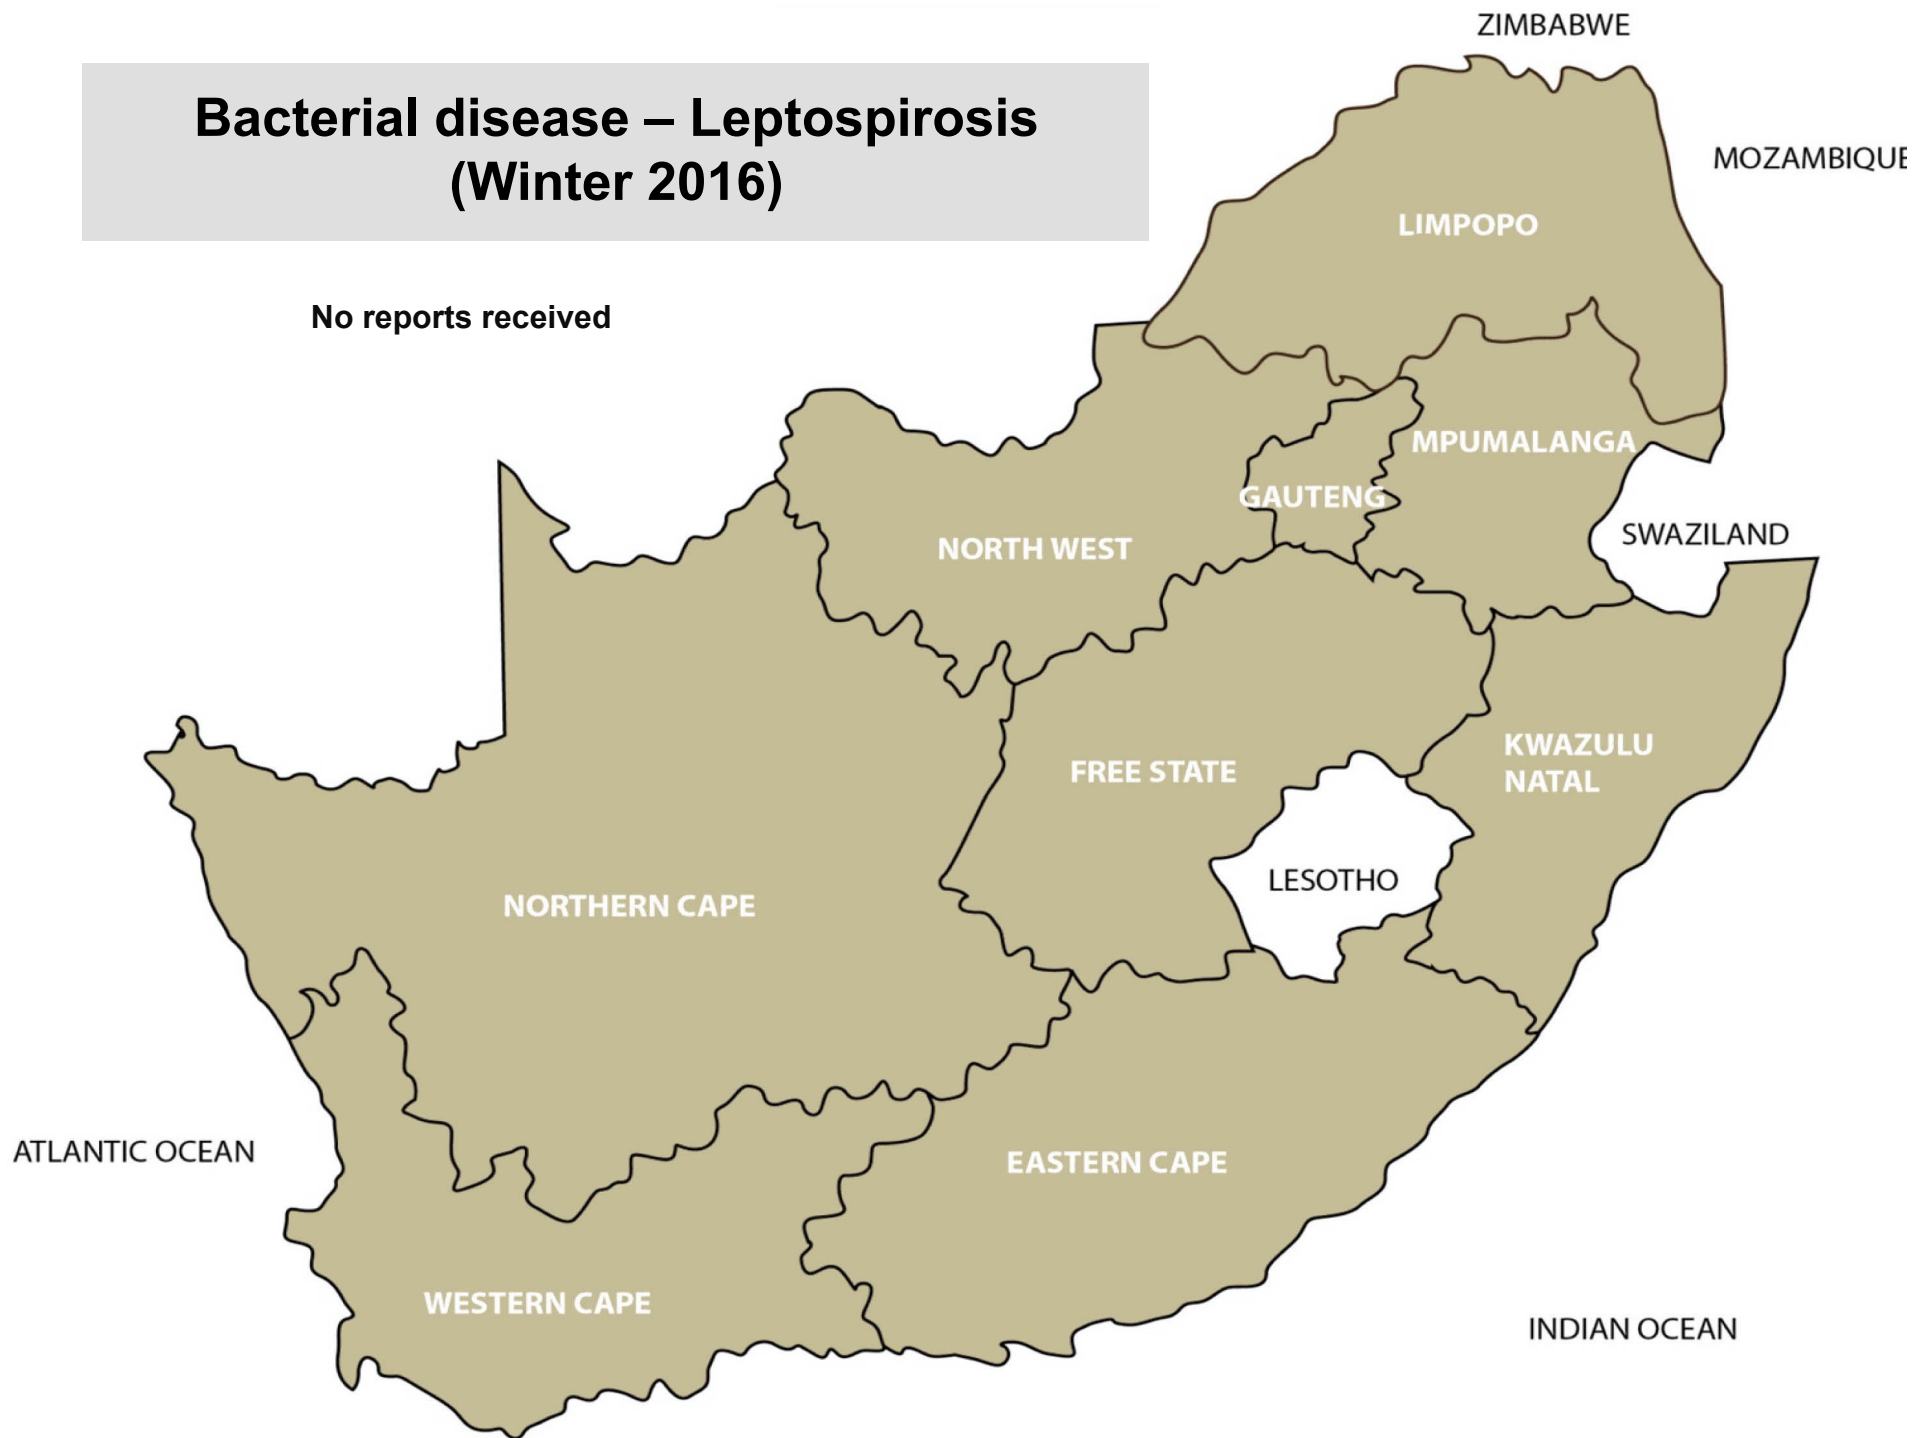 ZIMBABWE
Bacterial disease – Leptospirosis
(Winter 2016)
MOZAMBIQUE
LIMPOPO
No reports received
MPUMALANGA
GAUTENG
SWAZILAND
NORTH WEST
KWAZULU
NATAL
FREE STATE
LESOTHO
NORTHERN CAPE
ATLANTIC OCEAN
EASTERN CAPE
WESTERN CAPE
INDIAN OCEAN